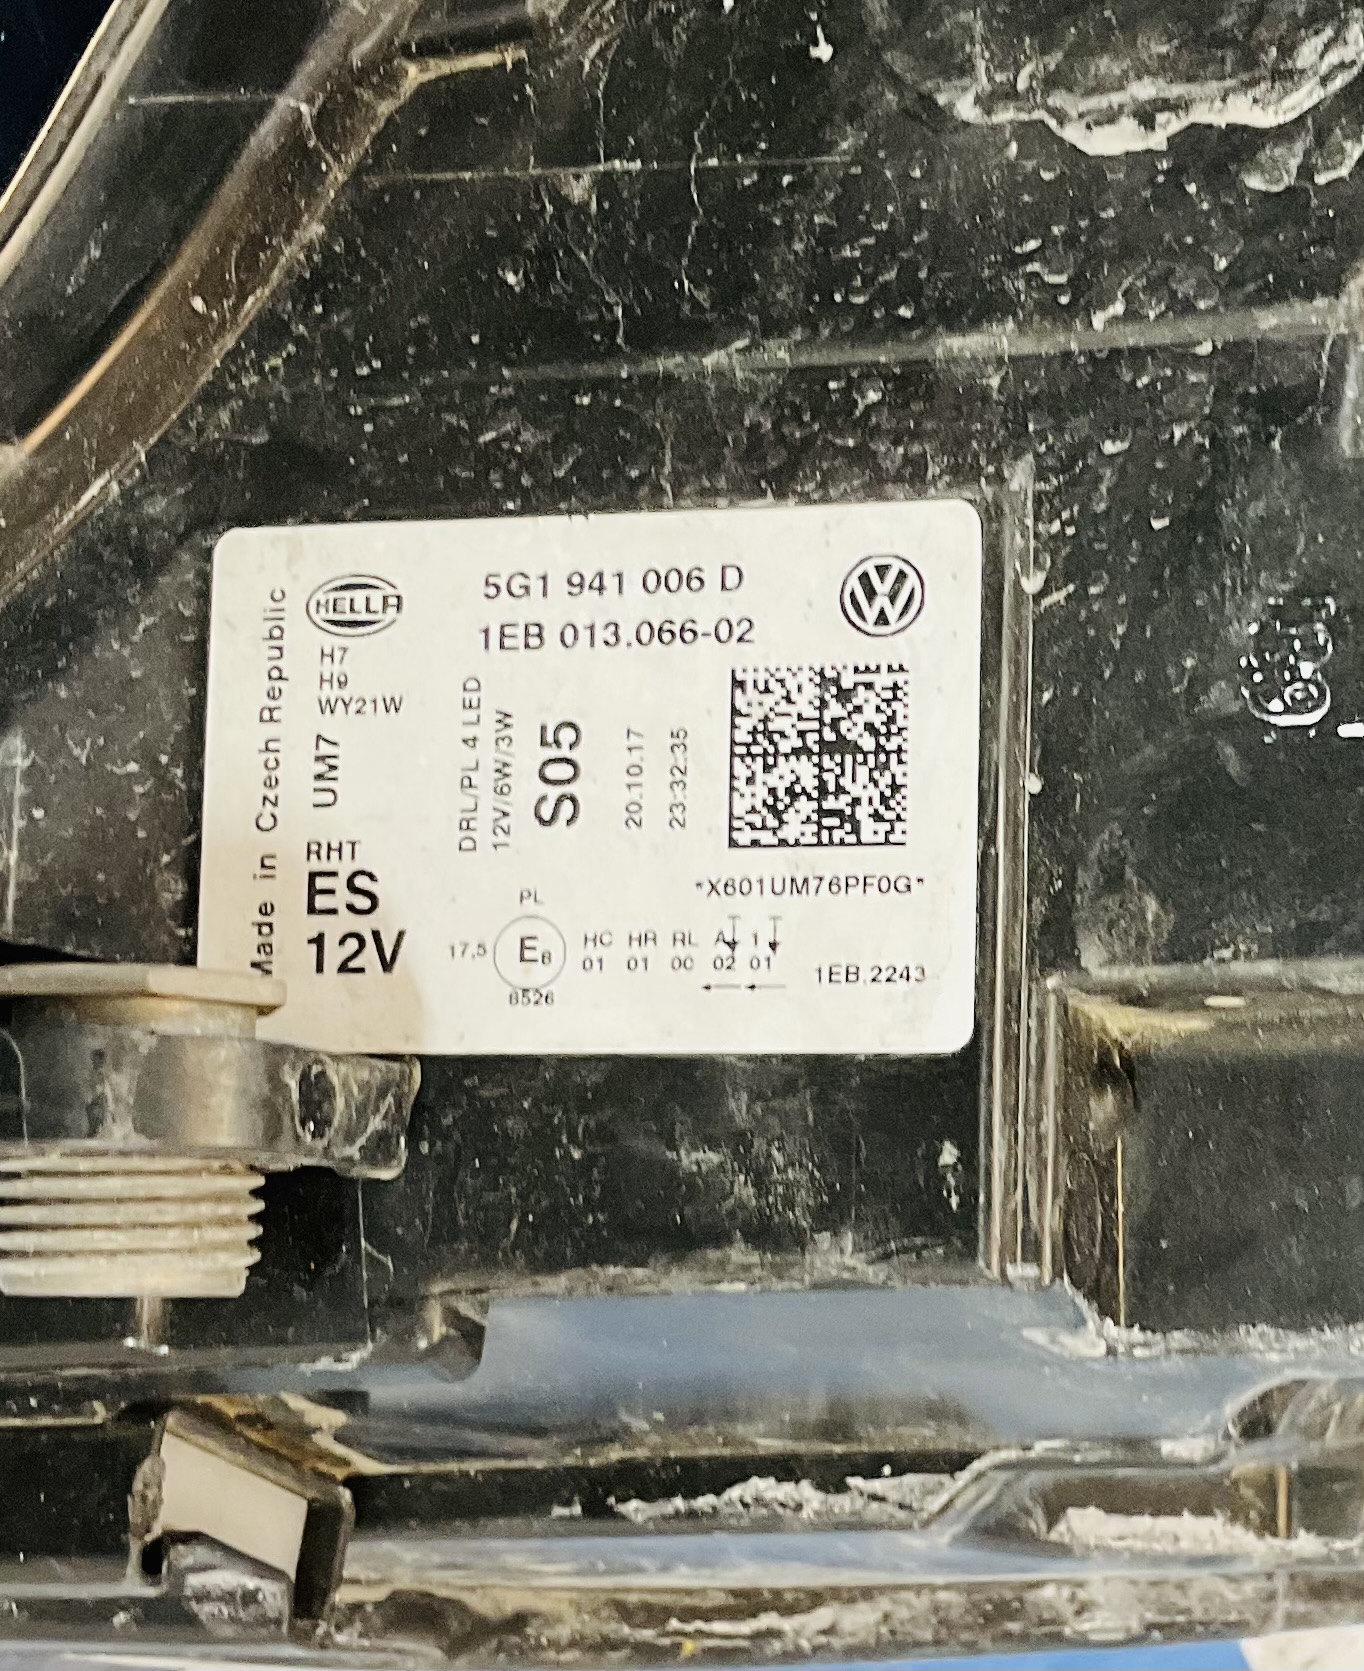 Made in Czech Republic
HELLA
5G1 941 006 D
1EB 013.066-02
H7
H9
WY21W
UM7
DRL/PL 4 LED
12V/6W/3W
S05
20.10.17
23:32:35
RHT
ES
12V
*X601UM76PF0G*
PL
17,5
E8
6526
HC HR RL A 1
01 01 00 02 01
1EB.2243